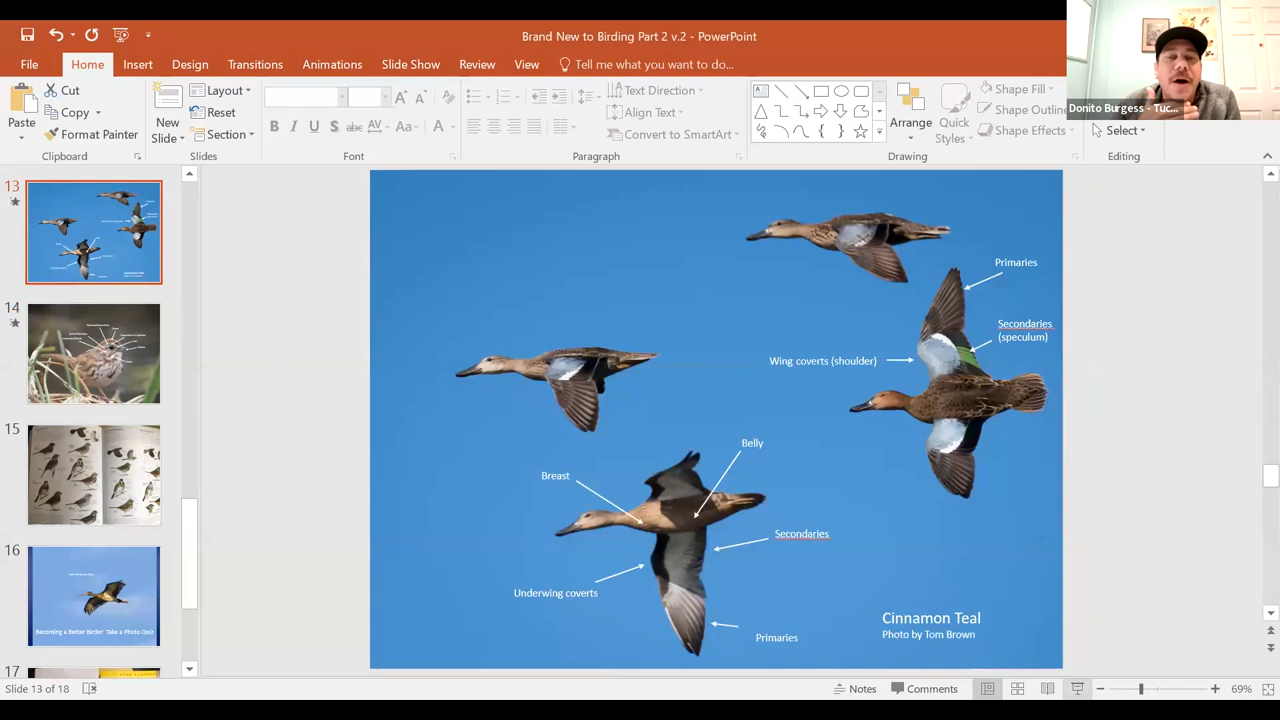 Brand New to Birding Part 2 v.2 - PowerPoint
File Home Insert Design Transitions Animations Slide Show Review View Tell me what you want to do...
Donito Burgess - Tuc...
Paste
Cut
Copy
Format Painter
Clipboard
New
Slide
Layout
Reset
Section
Slides
B I U S abc AV Aa A
Font
Text Direction
Align Text
Convert to SmartArt
Paragraph
Arrange
Quick
Styles
Shape Fill
Shape Outline
Shape Effects
Drawing
Select
Editing
13
14
15
16
Becoming a Better Birder: Take a Photo Quiz
17
Primaries
Secondaries
(speculum)
Wing coverts (shoulder)
Belly
Breast
Secondaries
Underwing coverts
Primaries
Cinnamon Teal
Photo by Tom Brown
Slide 13 of 18
Notes
Comments
69%